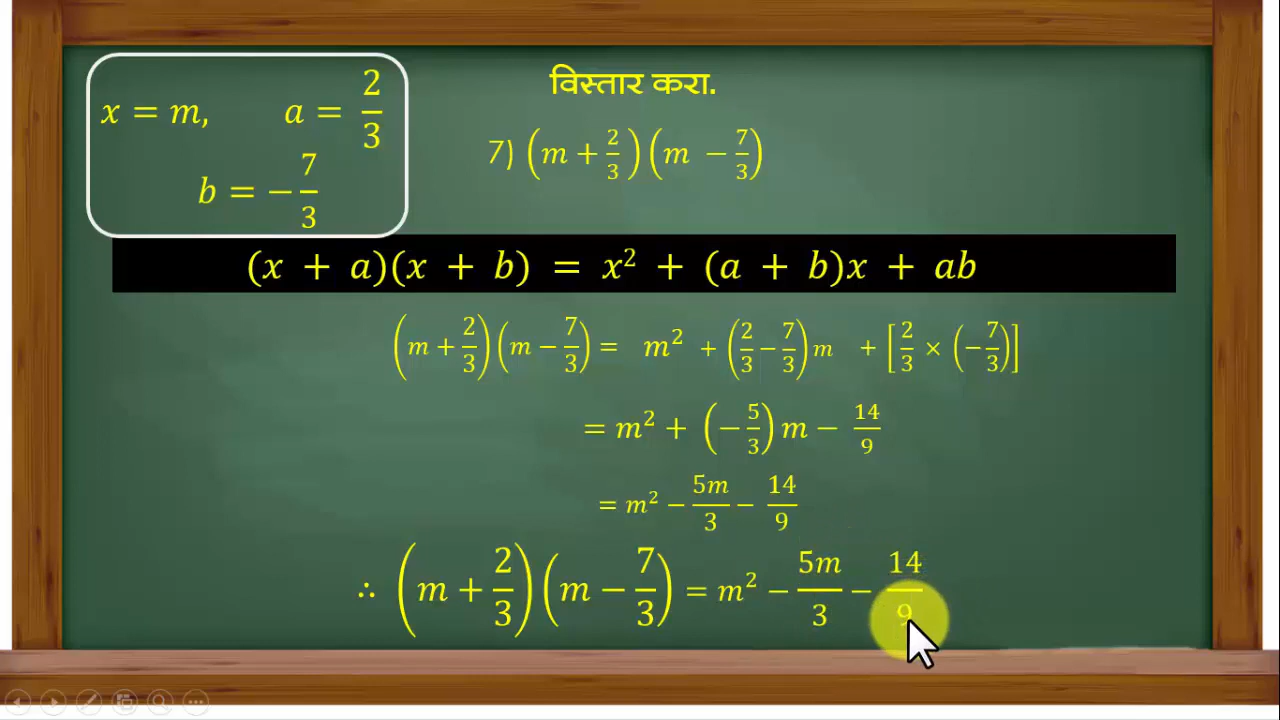 x = m, a = 2/3
b = − 7/3
विस्तार करा.
7) (m + 2/3)(m − 7/3)
(x + a)(x + b) = x² + (a + b)x + ab
(m + 2/3)(m − 7/3) = m² + (2/3 − 7/3)m + [2/3 × (−7/3)]
= m² + (−5/3)m − 14/9
= m² − 5m/3 − 14/9
∴ (m + 2/3)(m − 7/3) = m² − 5m/3 − 14/9